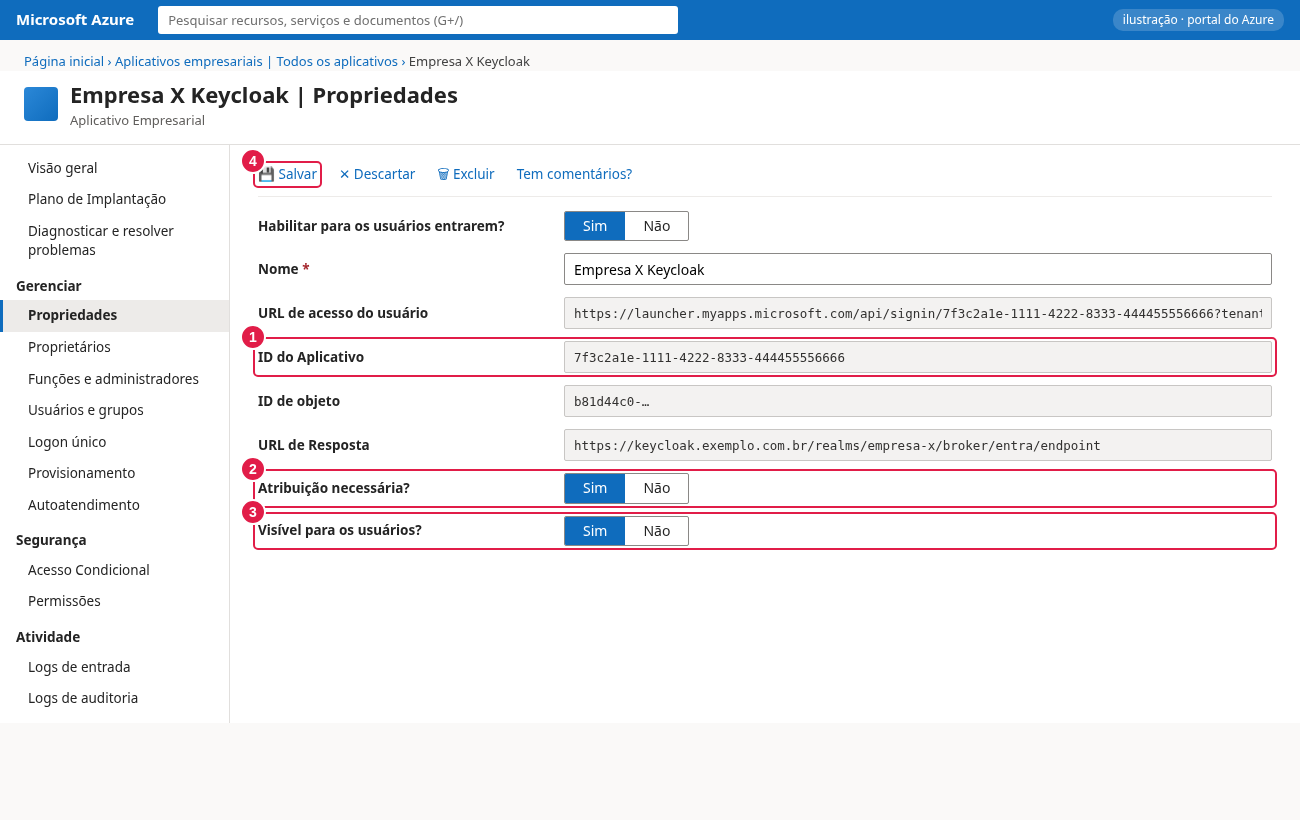 Microsoft Azure
Pesquisar recursos, serviços e documentos (G+/)
ilustração · portal do Azure
Página inicial › Aplicativos empresariais | Todos os aplicativos › Empresa X Keycloak
Empresa X Keycloak | Propriedades
Aplicativo Empresarial
Visão geral
Plano de Implantação
Diagnosticar e resolver
problemas
Gerenciar
Propriedades
Proprietários
Funções e administradores
Usuários e grupos
Logon único
Provisionamento
Autoatendimento
Segurança
Acesso Condicional
Permissões
Atividade
Logs de entrada
Logs de auditoria
4
💾 Salvar ✕ Descartar 🗑 Excluir Tem comentários?
Habilitar para os usuários entrarem? Sim Não
Nome * Empresa X Keycloak
URL de acesso do usuário https://launcher.myapps.microsoft.com/api/signin/7f3c2a1e-1111-4222-8333-444455556666?tenant
1
ID do Aplicativo 7f3c2a1e-1111-4222-8333-444455556666
ID de objeto b81d44c0-…
URL de Resposta https://keycloak.exemplo.com.br/realms/empresa-x/broker/entra/endpoint
2
Atribuição necessária? Sim Não
3
Visível para os usuários? Sim Não